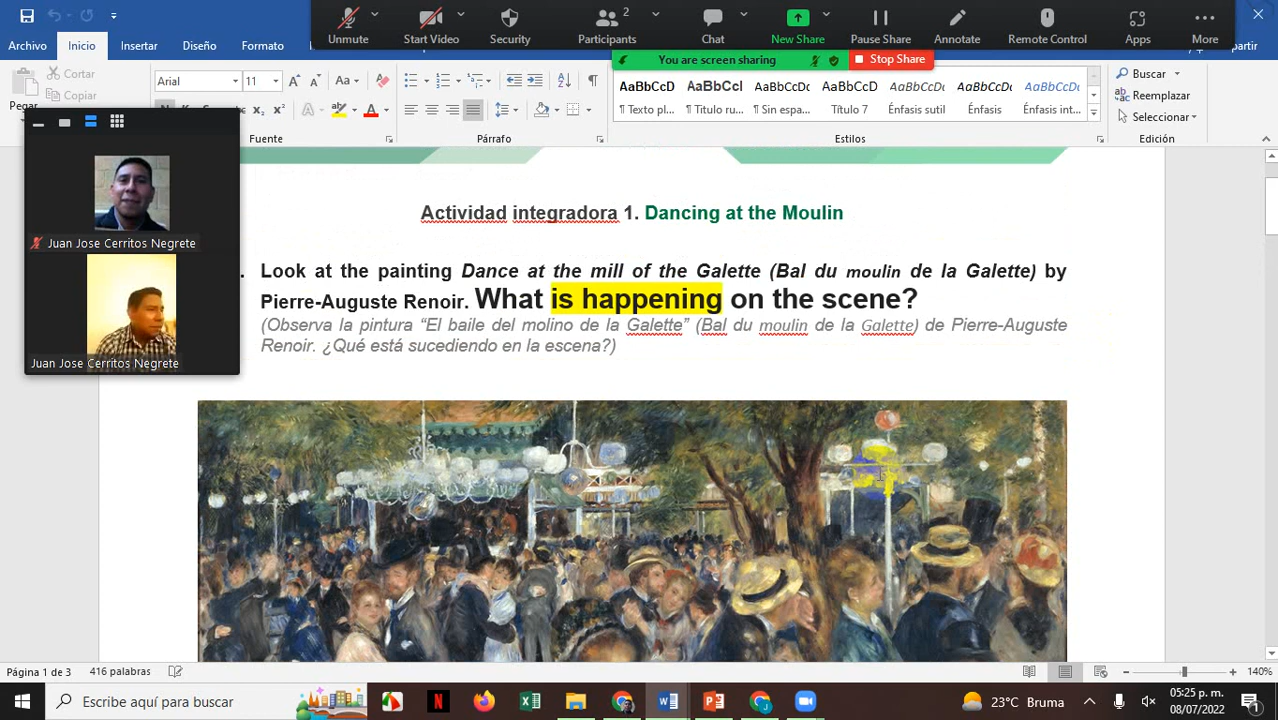 Archivo
Inicio
Insertar
Diseño
Formato
Unmute
Start Video
Security
2
Participants
Chat
New Share
Pause Share
Annotate
Remote Control
Apps
More
You are screen sharing
Stop Share
Pegar
Cortar
Copiar
Arial
11
Fuente
Párrafo
AaBbCcD
¶ Texto pl...
AaBbCcI
¶ Titulo ru...
AaBbCcDd
¶ Sin espa...
AaBbCcD
¶ Título 7
AaBbCcDd
Énfasis sutil
AaBbCcDd
Énfasis
AaBbCcDd
Énfasis int...
Estilos
Buscar
Reemplazar
Seleccionar
Edición
Juan Jose Cerritos Negrete
Juan Jose Cerritos Negrete
Actividad integradora 1. Dancing at the Moulin
Look at the painting Dance at the mill of the Galette (Bal du moulin de la Galette) by
Pierre-Auguste Renoir. What is happening on the scene?
(Observa la pintura “El baile del molino de la Galette” (Bal du moulin de la Galette) de Pierre-Auguste
Renoir. ¿Qué está sucediendo en la escena?)
Página 1 de 3
416 palabras
140%
Escribe aquí para buscar
23°C Bruma
05:25 p. m.
08/07/2022